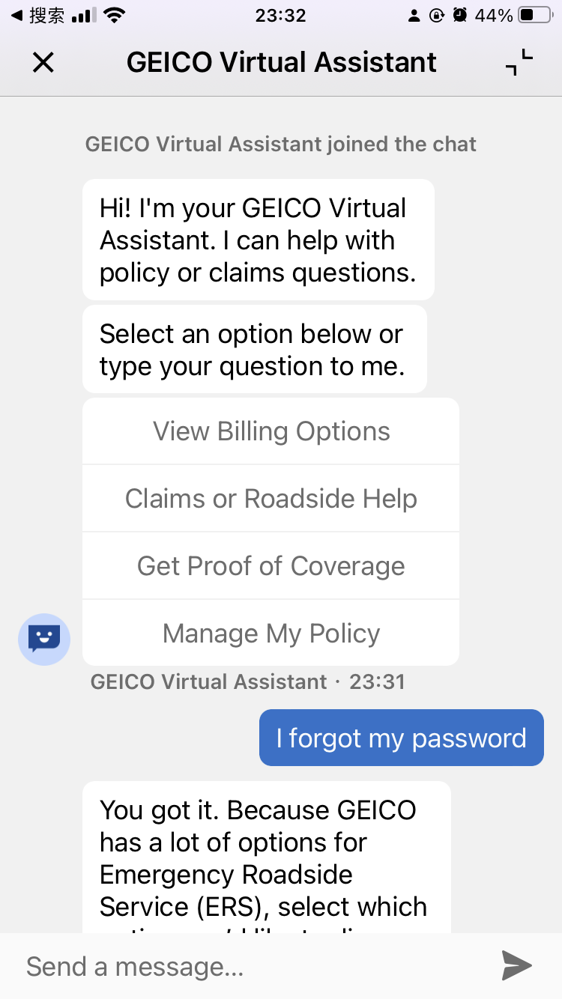 搜索
23:32
44%
GEICO Virtual Assistant
GEICO Virtual Assistant joined the chat
Hi! I'm your GEICO Virtual
Assistant. I can help with
policy or claims questions.
Select an option below or
type your question to me.
View Billing Options
Claims or Roadside Help
Get Proof of Coverage
Manage My Policy
GEICO Virtual Assistant · 23:31
I forgot my password
You got it. Because GEICO
has a lot of options for
Emergency Roadside
Service (ERS), select which
Send a message...